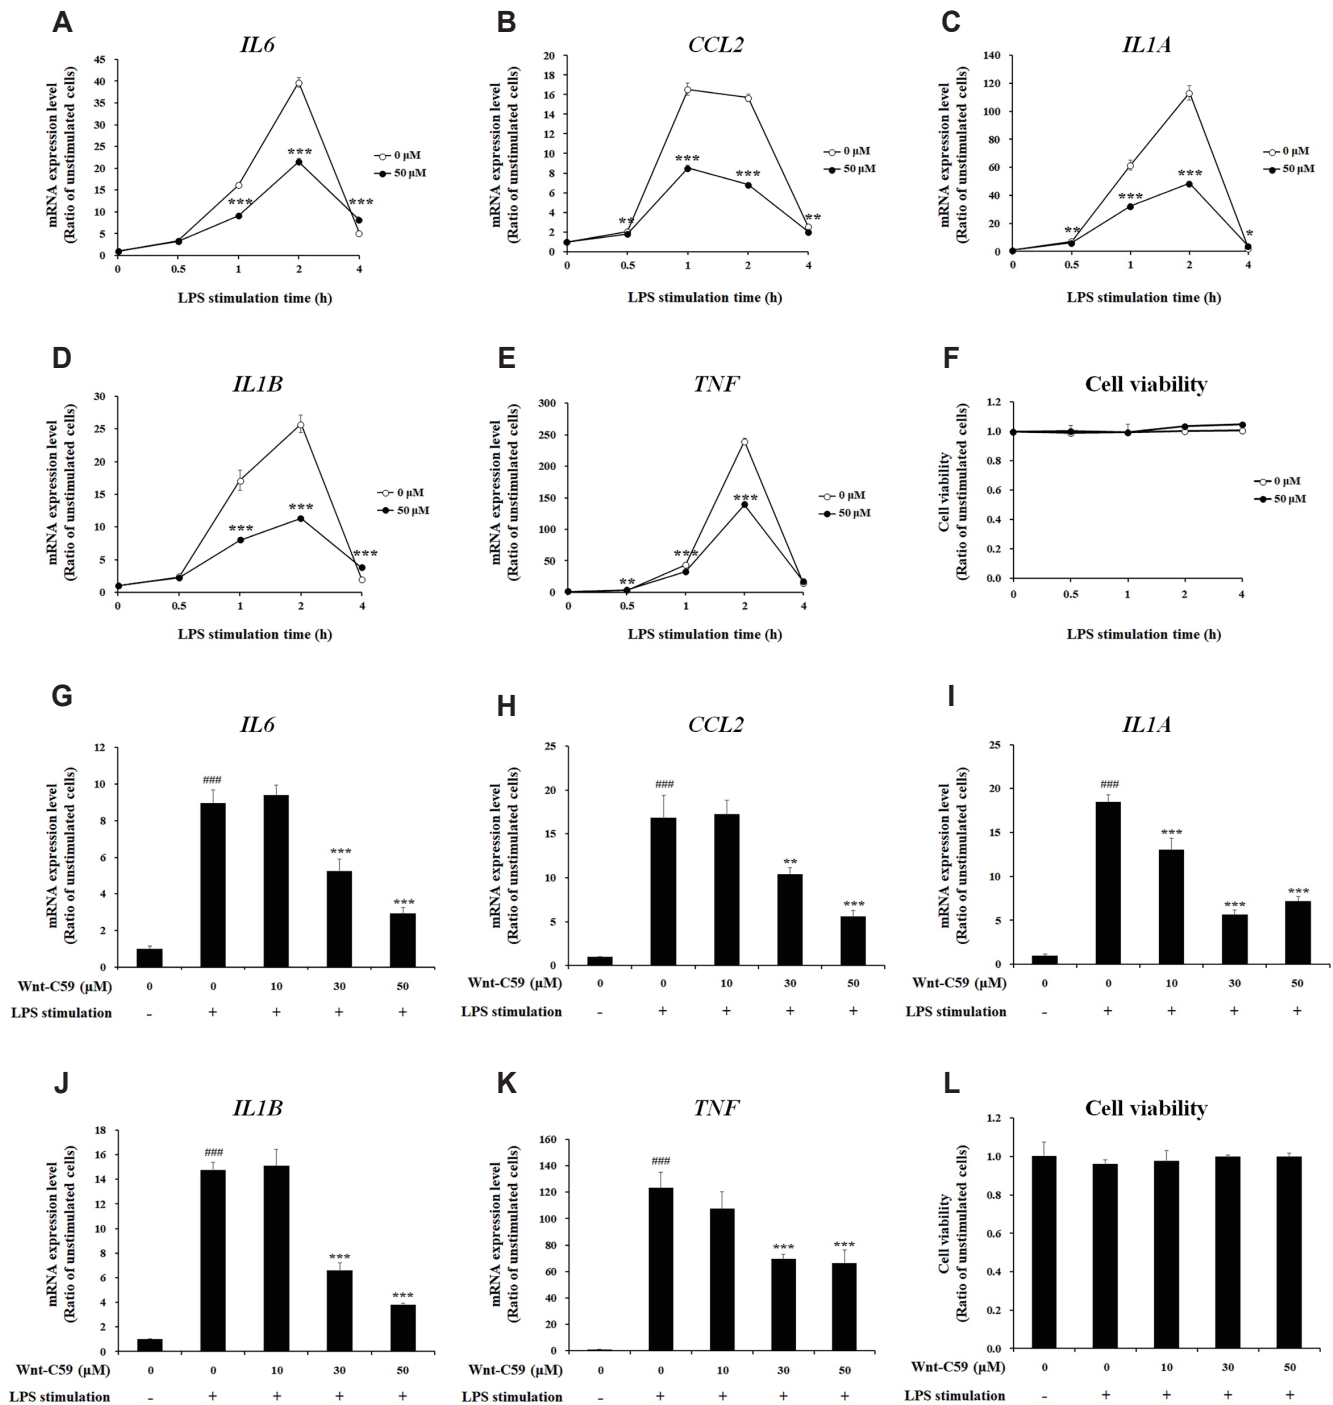 A
IL6
mRNA expression level
(Ratio of unstimulated cells)
45
40
35
30
25
20
15
10
5
0
***
***
***
0 μM
50 μM
0 0.5 1 2 4
LPS stimulation time (h)
B
CCL2
mRNA expression level
(Ratio of unstimulated cells)
20
18
16
14
12
10
8
6
4
2
0
**
***
***
**
0 μM
50 μM
0 0.5 1 2 4
LPS stimulation time (h)
C
IL1A
mRNA expression level
(Ratio of unstimulated cells)
140
120
100
80
60
40
20
0
**
***
***
*
0 μM
50 μM
0 0.5 1 2 4
LPS stimulation time (h)
D
IL1B
mRNA expression level
(Ratio of unstimulated cells)
30
25
20
15
10
5
0
***
***
***
0 μM
50 μM
0 0.5 1 2 4
LPS stimulation time (h)
E
TNF
mRNA expression level
(Ratio of unstimulated cells)
300
250
200
150
100
50
0
**
***
***
0 μM
50 μM
0 0.5 1 2 4
LPS stimulation time (h)
F
Cell viability
Cell viability
(Ratio of unstimulated cells)
1.2
1.0
0.8
0.6
0.4
0.2
0.0
0 μM
50 μM
0 0.5 1 2 4
LPS stimulation time (h)
G
IL6
mRNA expression level
(Ratio of unstimulated cells)
12
10
8
6
4
2
0
###
***
***
Wnt-C59 (μM) 0 0 10 30 50
LPS stimulation - + + + +
H
CCL2
mRNA expression level
(Ratio of unstimulated cells)
25
20
15
10
5
0
###
**
***
Wnt-C59 (μM) 0 0 10 30 50
LPS stimulation - + + + +
I
IL1A
mRNA expression level
(Ratio of unstimulated cells)
25
20
15
10
5
0
###
***
***
***
Wnt-C59 (μM) 0 0 10 30 50
LPS stimulation - + + + +
J
IL1B
mRNA expression level
(Ratio of unstimulated cells)
18
16
14
12
10
8
6
4
2
0
###
***
***
Wnt-C59 (μM) 0 0 10 30 50
LPS stimulation - + + + +
K
TNF
mRNA expression level
(Ratio of unstimulated cells)
160
140
120
100
80
60
40
20
0
###
***
***
Wnt-C59 (μM) 0 0 10 30 50
LPS stimulation - + + + +
L
Cell viability
Cell viability
(Ratio of unstimulated cells)
1.2
1.0
0.8
0.6
0.4
0.2
0.0
Wnt-C59 (μM) 0 0 10 30 50
LPS stimulation - + + + +